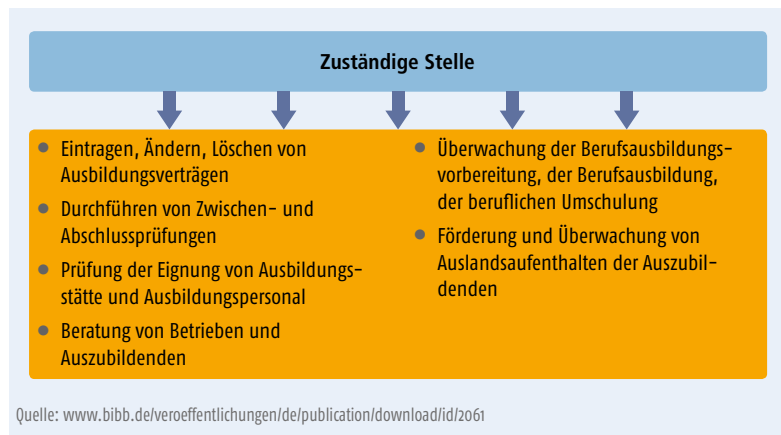 Zuständige Stelle
● Eintragen, Ändern, Löschen von
Ausbildungsverträgen
● Durchführen von Zwischen- und
Abschlussprüfungen
● Prüfung der Eignung von Ausbildungs-
stätte und Ausbildungspersonal
● Beratung von Betrieben und
Auszubildenden
● Überwachung der Berufsausbildungs-
vorbereitung, der Berufsausbildung,
der beruflichen Umschulung
● Förderung und Überwachung von
Auslandsaufenthalten der Auszubil-
denden
Quelle: www.bibb.de/veroeffentlichungen/de/publication/download/id/2061